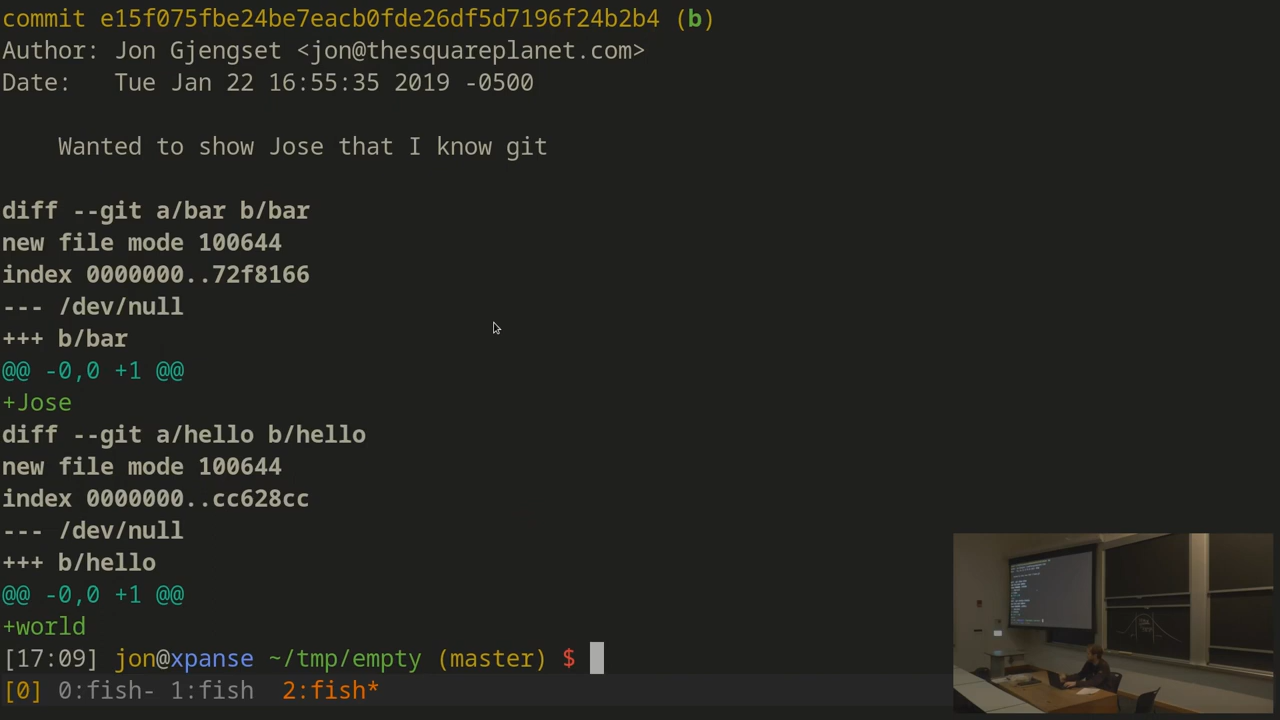 commit e15f075fbe24be7eacb0fde26df5d7196f24b2b4 (b)
Author: Jon Gjengset <jon@thesquareplanet.com>
Date:   Tue Jan 22 16:55:35 2019 -0500
    Wanted to show Jose that I know git
diff --git a/bar b/bar
new file mode 100644
index 0000000..72f8166
--- /dev/null
+++ b/bar
@@ -0,0 +1 @@
+Jose
diff --git a/hello b/hello
new file mode 100644
index 0000000..cc628cc
--- /dev/null
+++ b/hello
@@ -0,0 +1 @@
+world
[17:09] jon@xpanse ~/tmp/empty (master) $
[0] 0:fish- 1:fish  2:fish*